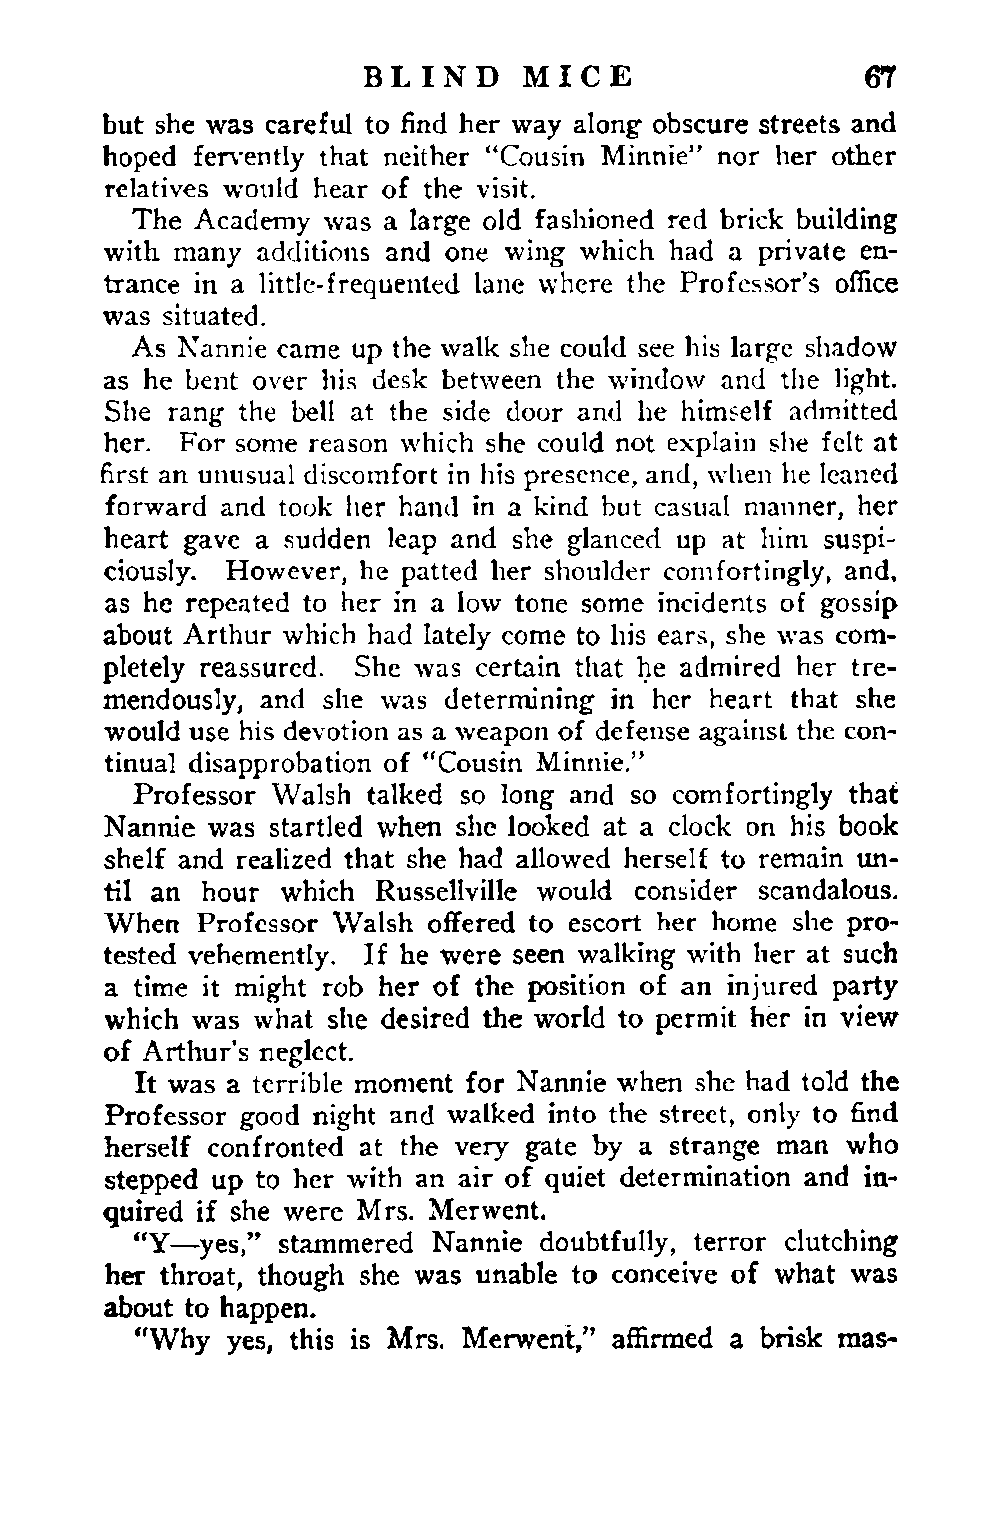 BLIND MICE 67
but she was careful to find her way along obscure streets and
hoped fervently that neither “Cousin Minnie” nor her other
relatives would hear of the visit.
The Academy was a large old fashioned red brick building
with many additions and one wing which had a private en-
trance in a little-frequented lane where the Professor's office
was situated.
As Nannie came up the walk she could see his large shadow
as he bent over his desk between the window and the light.
She rang the bell at the side door and he himself admitted
her. For some reason which she could not explain she felt at
first an unusual discomfort in his presence, and, when he leaned
forward and took her hand in a kind but casual manner, her
heart gave a sudden leap and she glanced up at him suspi-
ciously. However, he patted her shoulder comfortingly, and,
as he repeated to her in a low tone some incidents of gossip
about Arthur which had lately come to his ears, she was com-
pletely reassured. She was certain that he admired her tre-
mendously, and she was determining in her heart that she
would use his devotion as a weapon of defense against the con-
tinual disapprobation of “Cousin Minnie.”
Professor Walsh talked so long and so comfortingly that
Nannie was startled when she looked at a clock on his book
shelf and realized that she had allowed herself to remain un-
til an hour which Russellville would consider scandalous.
When Professor Walsh offered to escort her home she pro-
tested vehemently. If he were seen walking with her at such
a time it might rob her of the position of an injured party
which was what she desired the world to permit her in view
of Arthur's neglect.
It was a terrible moment for Nannie when she had told the
Professor good night and walked into the street, only to find
herself confronted at the very gate by a strange man who
stepped up to her with an air of quiet determination and in-
quired if she were Mrs. Merwent.
“Y—yes,” stammered Nannie doubtfully, terror clutching
her throat, though she was unable to conceive of what was
about to happen.
“Why yes, this is Mrs. Merwent,” affirmed a brisk mas-